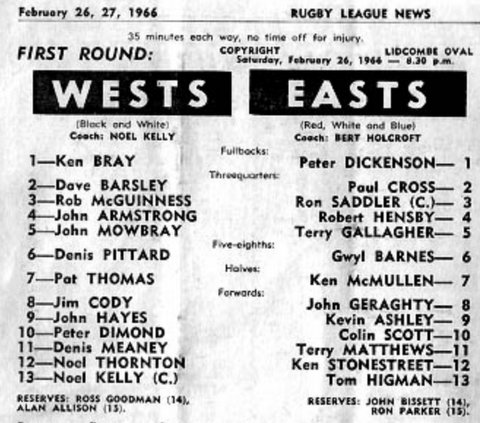 February 26, 27, 1966 RUGBY LEAGUE NEWS
35 minutes each way, no time off for injury.
FIRST ROUND: COPYRIGHT LIDCOMBE OVAL
Saturday, February 26, 1966 — 8.30 p.m.
WESTS EASTS
(Black and White) (Red, White and Blue)
Coach: NOEL KELLY Coach: BERT HOLCROFT
Fullbacks:
1—Ken BRAY Peter DICKENSON— 1
Threequarters:
2—Dave BARSLEY Paul CROSS— 2
3—Rob McGUINNESS Ron SADDLER (C.)— 3
4—John ARMSTRONG Robert HENSBY— 4
5—John MOWBRAY Terry GALLAGHER— 5
Five-eighths:
6—Denis PITTARD Gwyl BARNES— 6
Halves:
7—Pat THOMAS Ken McMULLEN— 7
Forwards:
8—Jim CODY John GERAGHTY— 8
9—John HAYES Kevin ASHLEY— 9
10—Peter DIMOND Colin SCOTT—10
11—Denis MEANEY Terry MATTHEWS—11
12—Noel THORNTON Ken STONESTREET—12
13—Noel KELLY (C.) Tom HIGMAN—13
RESERVES: ROSS GOODMAN (14), RESERVES: JOHN BISSETT (14),
ALAN ALLISON (15). RON PARKER (15).